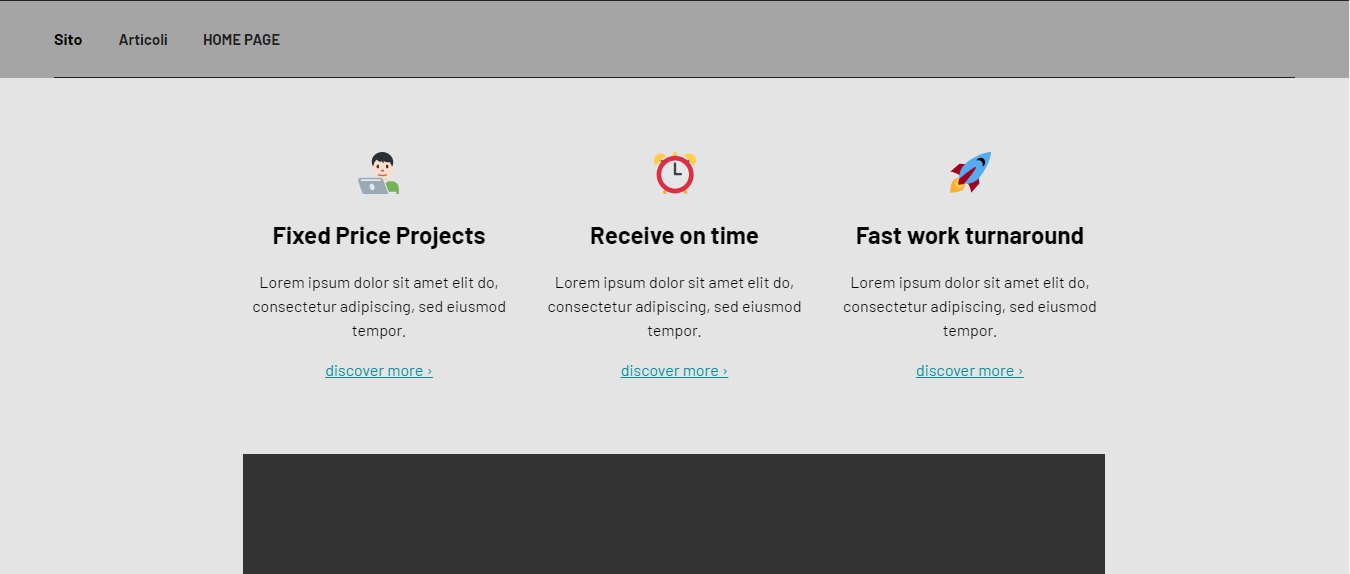 Sito Articoli HOME PAGE
Fixed Price Projects
Lorem ipsum dolor sit amet elit do,
consectetur adipiscing, sed eiusmod
tempor.
discover more ›
Receive on time
Lorem ipsum dolor sit amet elit do,
consectetur adipiscing, sed eiusmod
tempor.
discover more ›
Fast work turnaround
Lorem ipsum dolor sit amet elit do,
consectetur adipiscing, sed eiusmod
tempor.
discover more ›